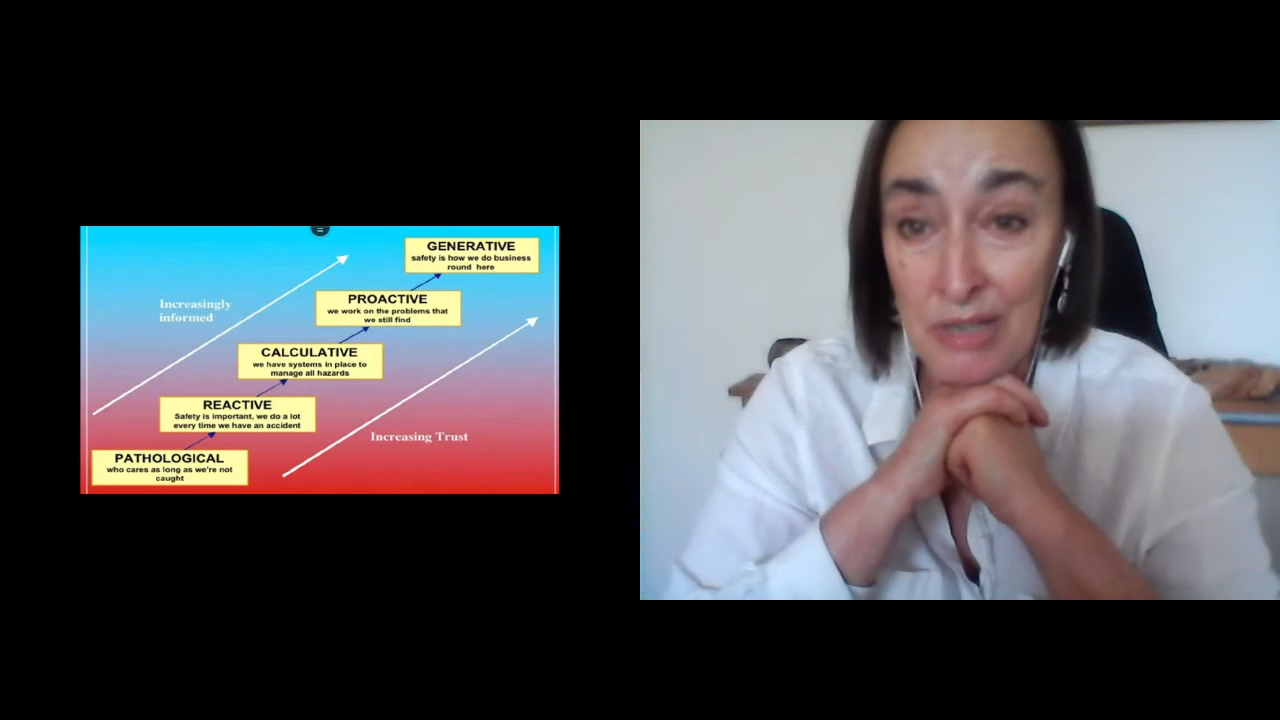 GENERATIVE
safety is how we do business
round here
Increasingly
informed
PROACTIVE
we work on the problems that
we still find
CALCULATIVE
we have systems in place to
manage all hazards
REACTIVE
Safety is important, we do a lot
every time we have an accident
Increasing Trust
PATHOLOGICAL
who cares as long as we're not
caught